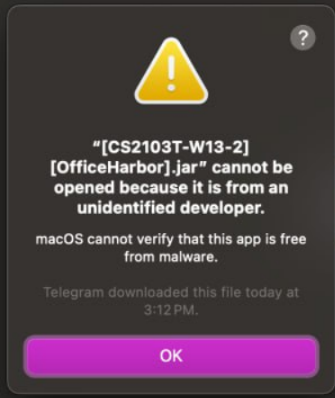 ?
"[CS2103T-W13-2]
[OfficeHarbor].jar" cannot be
opened because it is from an
unidentified developer.
macOS cannot verify that this app is free
from malware.
Telegram downloaded this file today at
3:12 PM.
OK